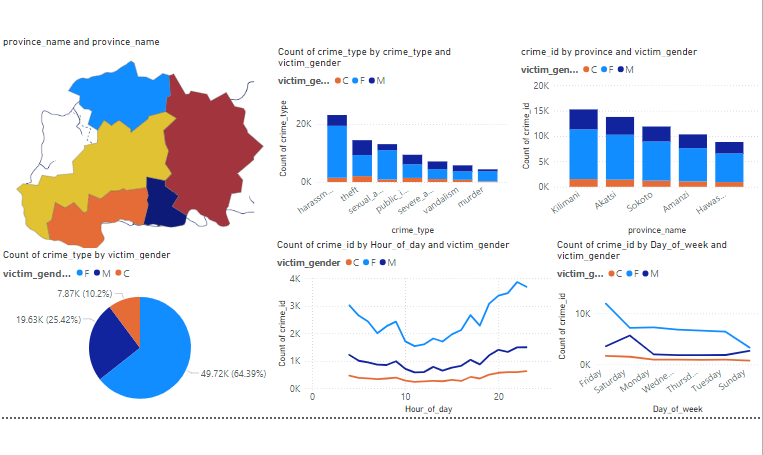 province_name and province_name
Count of crime_type by crime_type and
victim_gender
victim_ge... C F M
Count of crime_type
20K
0K
harassm...
theft
sexual_a...
public_i...
severe_a...
vandalism
murder
crime_type
crime_id by province and victim_gender
victim_gen... C F M
Count of crime_id
20K
15K
10K
5K
0K
Kilimani
Akatsi
Sokoto
Amanzi
Hawas...
province_name
Count of crime_type by victim_gender
victim_gend... F M C
7.87K (10.2%)
19.63K (25.42%)
49.72K (64.39%)
Count of crime_id by Hour_of_day and victim_gender
victim_gender C F M
Count of crime_id
4K
3K
2K
1K
0K
0 10 20
Hour_of_day
Count of crime_id by Day_of_week and
victim_gender
victim_g... C F M
Count of crime_id
10K
0K
Friday
Saturday
Monday
Wedne...
Thursd...
Tuesday
Sunday
Day_of_week